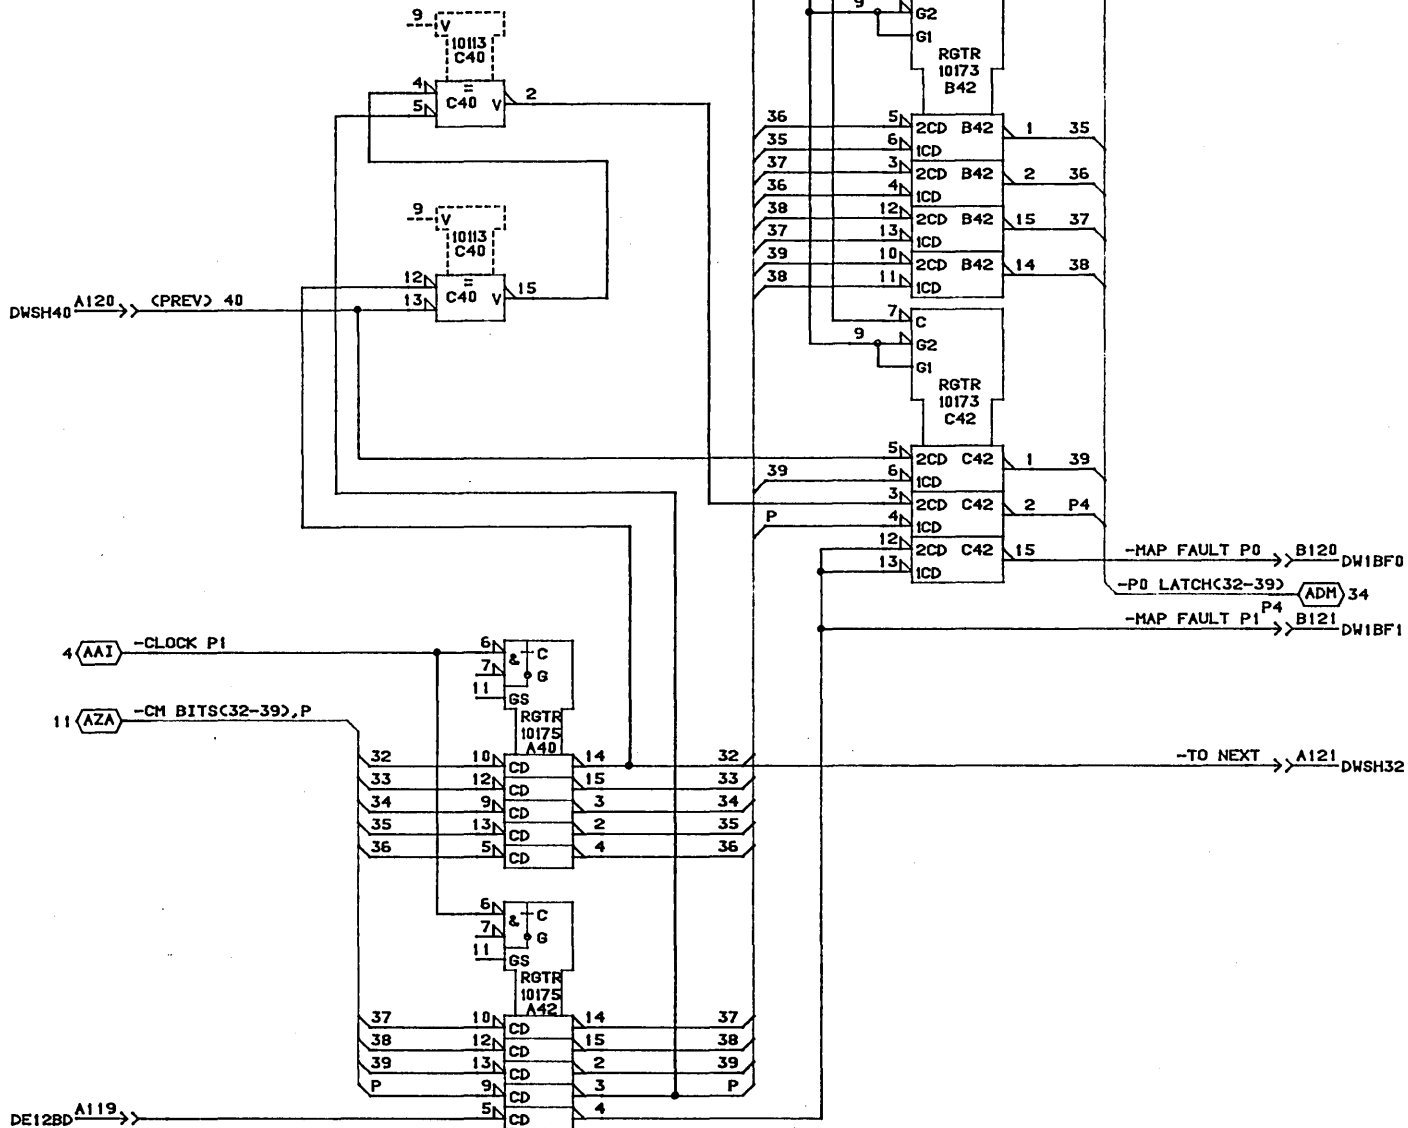 9 V
10113
C40
4
5
=
C40 V
2
9 V
10113
C40
12
13
=
C40 V
15
DWSH40 A120 (PREV) 40
9
G2
G1
RGTR
10173
B42
36 5 2CD B42 1 35
35 6 1CD
37 3 2CD B42 2 36
36 4 1CD
38 12 2CD B42 15 37
37 13 1CD
39 10 2CD B42 14 38
38 11 1CD
7 C
9 G2
G1
RGTR
10173
C42
5 2CD C42 1 39
39 6 1CD
3 2CD C42 2 P4
P 4 1CD
12 2CD C42 15 -MAP FAULT P0 B120 DW1BF0
13 1CD
-P0 LATCH(32-39) ADM 34
P4
-MAP FAULT P1 B121 DW1BF1
4 AAI -CLOCK P1
6 & C
7 G
11 GS
RGTR
10175
A40
11 AZA -CM BITS(32-39),P
32 10 CD 14 32
-TO NEXT A121 DWSH32
33 12 CD 15 33
34 9 CD 3 34
35 13 CD 2 35
36 5 CD 4 36
6 & C
7 G
11 GS
RGTR
10175
A42
37 10 CD 14 37
38 12 CD 15 38
39 13 CD 2 39
P 9 CD 3 P
DE12BD A119 5 CD 4